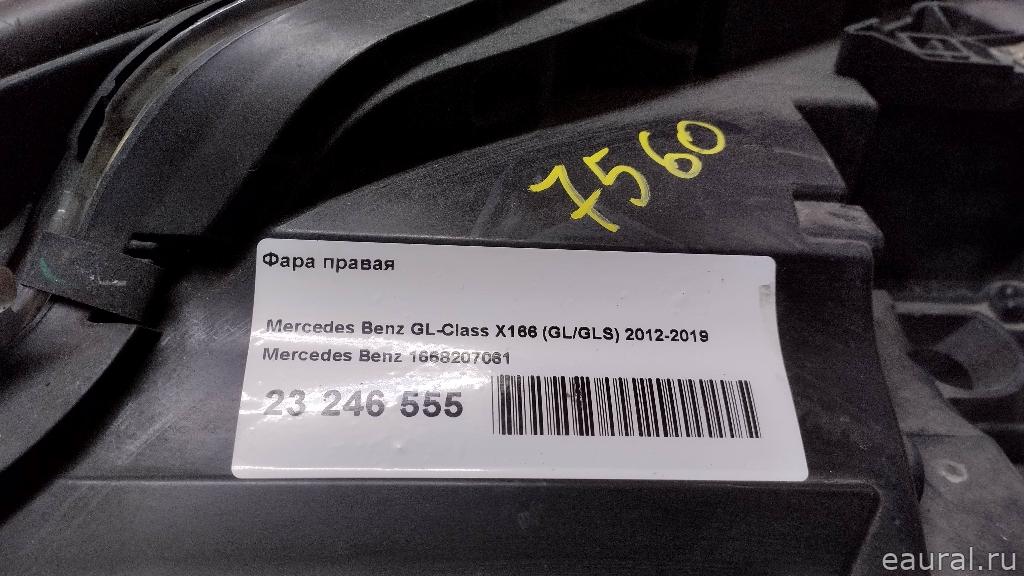 7560
Фара правая
Mercedes Benz GL-Class X166 (GL/GLS) 2012-2019
Mercedes Benz 1668207061
23 246 555
eaural.ru